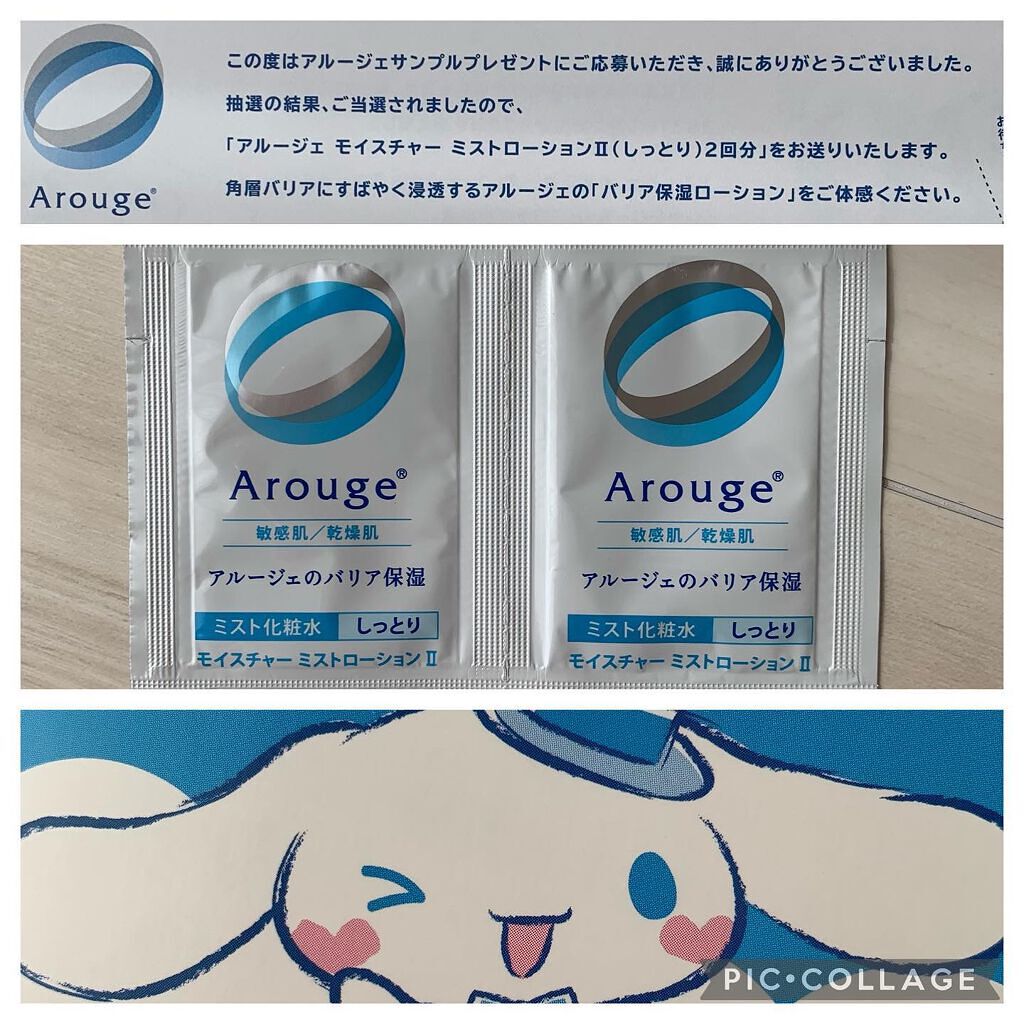 Arouge®
この度はアルージェサンプルプレゼントにご応募いただき、誠にありがとうございました。
抽選の結果、ご当選されましたので、
「アルージェ モイスチャー ミストローションⅡ(しっとり)2回分」をお送りいたします。
角層バリアにすばやく浸透するアルージェの「バリア保湿ローション」をご体感ください。
Arouge®
敏感肌/乾燥肌
アルージェのバリア保湿
ミスト化粧水 しっとり
モイスチャー ミストローション Ⅱ
Arouge®
敏感肌/乾燥肌
アルージェのバリア保湿
ミスト化粧水 しっとり
モイスチャー ミストローション Ⅱ
PIC•COLLAGE